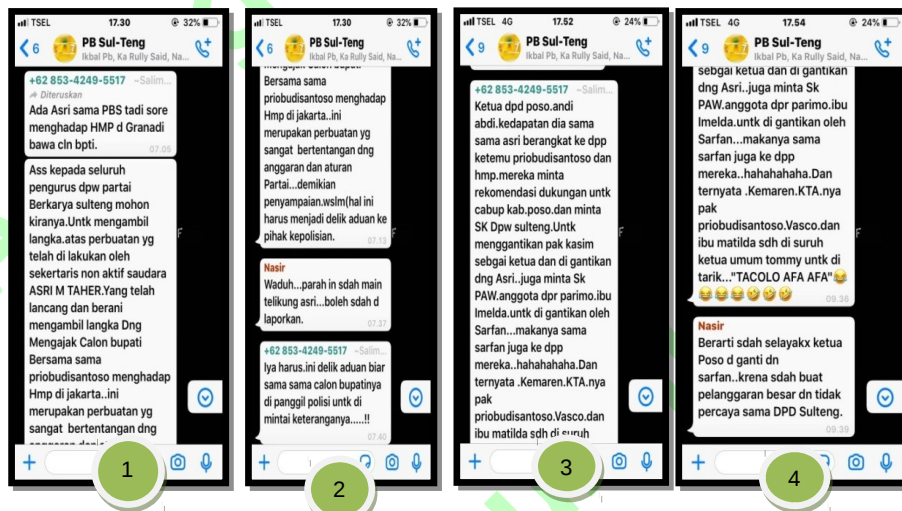 TSEL 17.30 32%
6 PB Sul-Teng
Ikbal Pb, Ka Rully Said, Na...
+62 853-4249-5517 ~Salim...
Diteruskan
Ada Asri sama PBS tadi sore
menghadap HMP d Granadi
bawa cln bpti.
07.05
Ass kepada seluruh
pengurus dpw partai
Berkarya sulteng mohon
kiranya.Untk mengambil
langka.atas perbuatan yg
telah di lakukan oleh
sekertaris non aktif saudara
ASRI M TAHER.Yang telah
lancang dan berani
mengambil langka Dng
Mengajak Calon bupati
Bersama sama
priobudisantoso menghadap
Hmp di jakarta..ini
merupakan perbuatan yg
sangat bertentangan dng
1
TSEL 17.30 32%
6 PB Sul-Teng
Ikbal Pb, Ka Rully Said, Na...
Bersama sama
priobudisantoso menghadap
Hmp di jakarta..ini
merupakan perbuatan yg
sangat bertentangan dng
anggaran dan aturan
Partai...demikian
penyampaian.wslm(hal ini
harus menjadi delik aduan ke
pihak kepolisian.
07.13
Nasir
Waduh...parah in sdah main
telikung asri...boleh sdah d
laporkan.
07.37
+62 853-4249-5517 ~Salim...
Iya harus.ini delik aduan biar
sama sama calon bupatinya
di panggil polisi untk di
mintai keteranganya.....!!
07.40
2
TSEL 4G 17.52 24%
9 PB Sul-Teng
Ikbal Pb, Ka Rully Said, Na...
+62 853-4249-5517 ~Salim...
Ketua dpd poso.andi
abdi.kedapatan dia sama
sama asri berangkat ke dpp
ketemu priobudisantoso dan
hmp.mereka minta
rekomendasi dukungan untk
cabup kab.poso.dan minta
SK Dpw sulteng.Untk
menggantikan pak kasim
sebgai ketua dan di gantikan
dng Asri..juga minta Sk
PAW.anggota dpr parimo.ibu
Imelda.untk di gantikan oleh
Sarfan...makanya sama
sarfan juga ke dpp
mereka..hahahahaha.Dan
ternyata .Kemaren.KTA.nya
pak
priobudisantoso.Vasco.dan
ibu matilda sdh di suruh
3
TSEL 4G 17.54 24%
9 PB Sul-Teng
Ikbal Pb, Ka Rully Said, Na...
sebgai ketua dan di gantikan
dng Asri..juga minta Sk
PAW.anggota dpr parimo.ibu
Imelda.untk di gantikan oleh
Sarfan...makanya sama
sarfan juga ke dpp
mereka..hahahahaha.Dan
ternyata .Kemaren.KTA.nya
pak
priobudisantoso.Vasco.dan
ibu matilda sdh di suruh
ketua umum tommy untk di
tarik..."TACOLO AFA AFA"😂
😂😂😂🤣🤣🤣
09.36
Nasir
Berarti sdah selayakx ketua
Poso d ganti dn
sarfan..krena sdah buat
pelanggaran besar dn tidak
percaya sama DPD Sulteng.
09.39
4